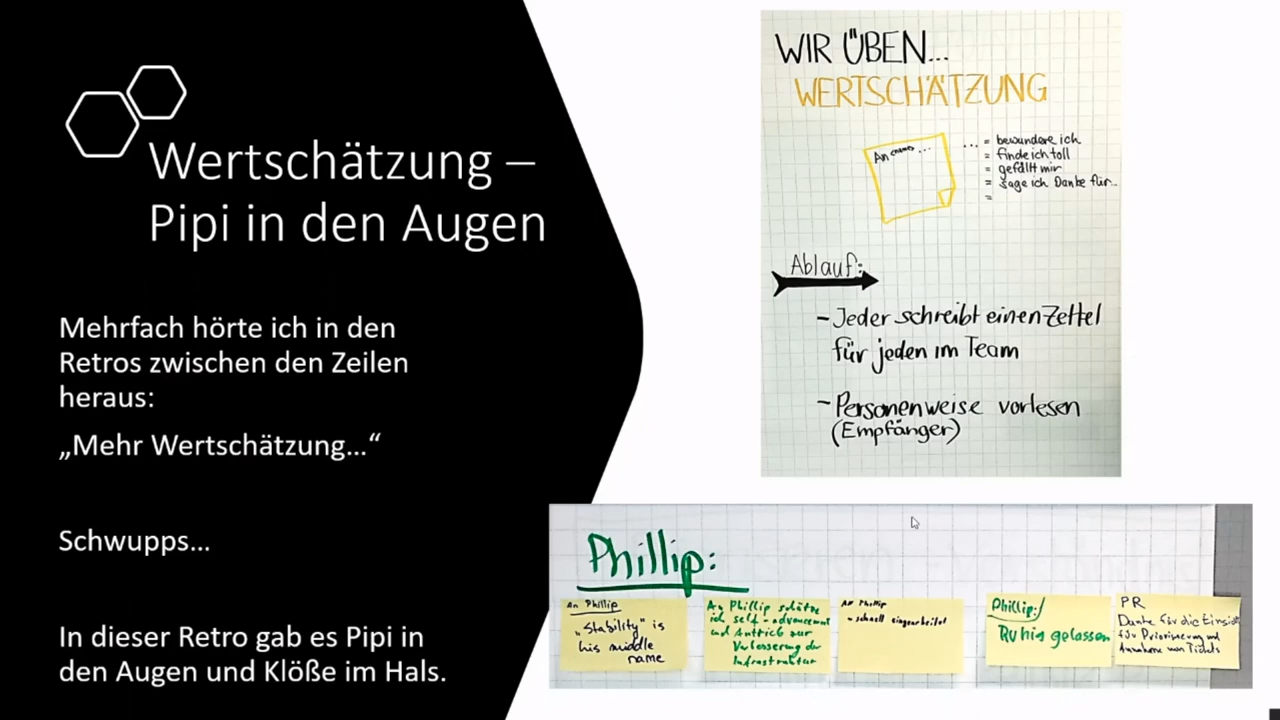 Wertschätzung –
Pipi in den Augen
Mehrfach hörte ich in den
Retros zwischen den Zeilen
heraus:
„Mehr Wertschätzung…“
Schwupps…
In dieser Retro gab es Pipi in
den Augen und Klöße im Hals.
WIR ÜBEN...
WERTSCHÄTZUNG
An ...
... = bewundere ich
= finde ich toll
= gefällt mir
= sage ich Danke für...
=
Ablauf:
- Jeder schreibt einen Zettel
für jeden im Team
- Personenweise vorlesen
(Empfänger)
Phillip:
An Phillip
„Stability" is
his middle
name
An Phillip schätze
ich self-advancement
und Antrieb zur
Verbesserung der
Infrastruktur
An Phillip
- schnell eingearbeitet
Phillip:
Ruhig gelassen
PR
Danke für die Einsicht
für Priorisierung und
Annahme von Tickets